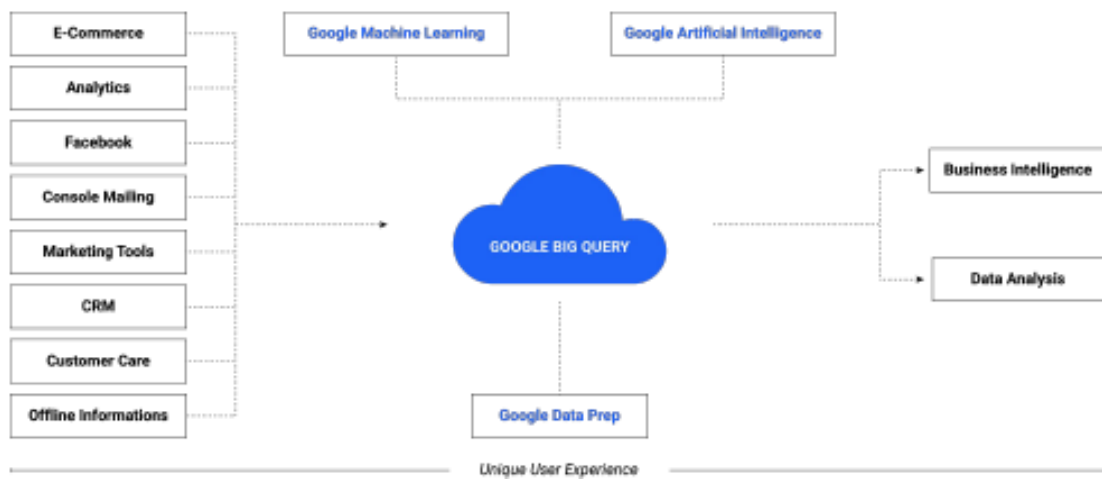 E-Commerce
Analytics
Facebook
Console Mailing
Marketing Tools
CRM
Customer Care
Offline Informations
Google Machine Learning
Google Artificial Intelligence
GOOGLE BIG QUERY
Google Data Prep
Business Intelligence
Data Analysis
Unique User Experience